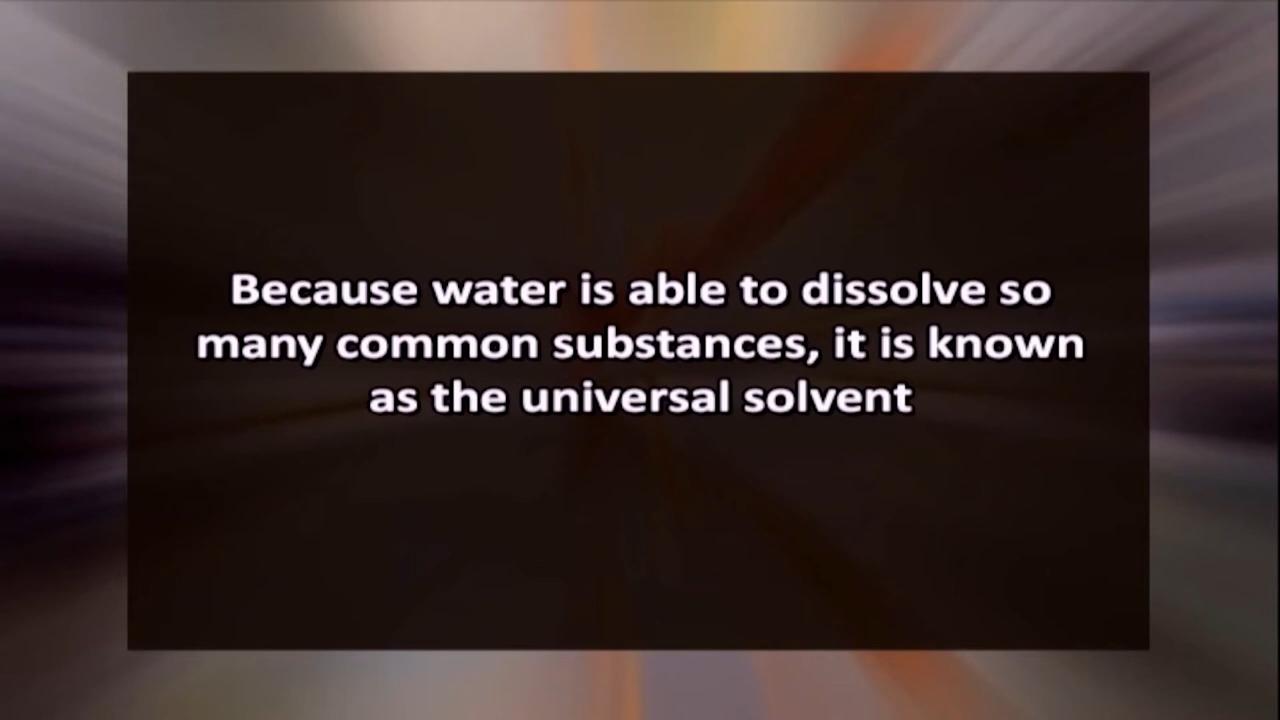 Because water is able to dissolve so
many common substances, it is known
as the universal solvent